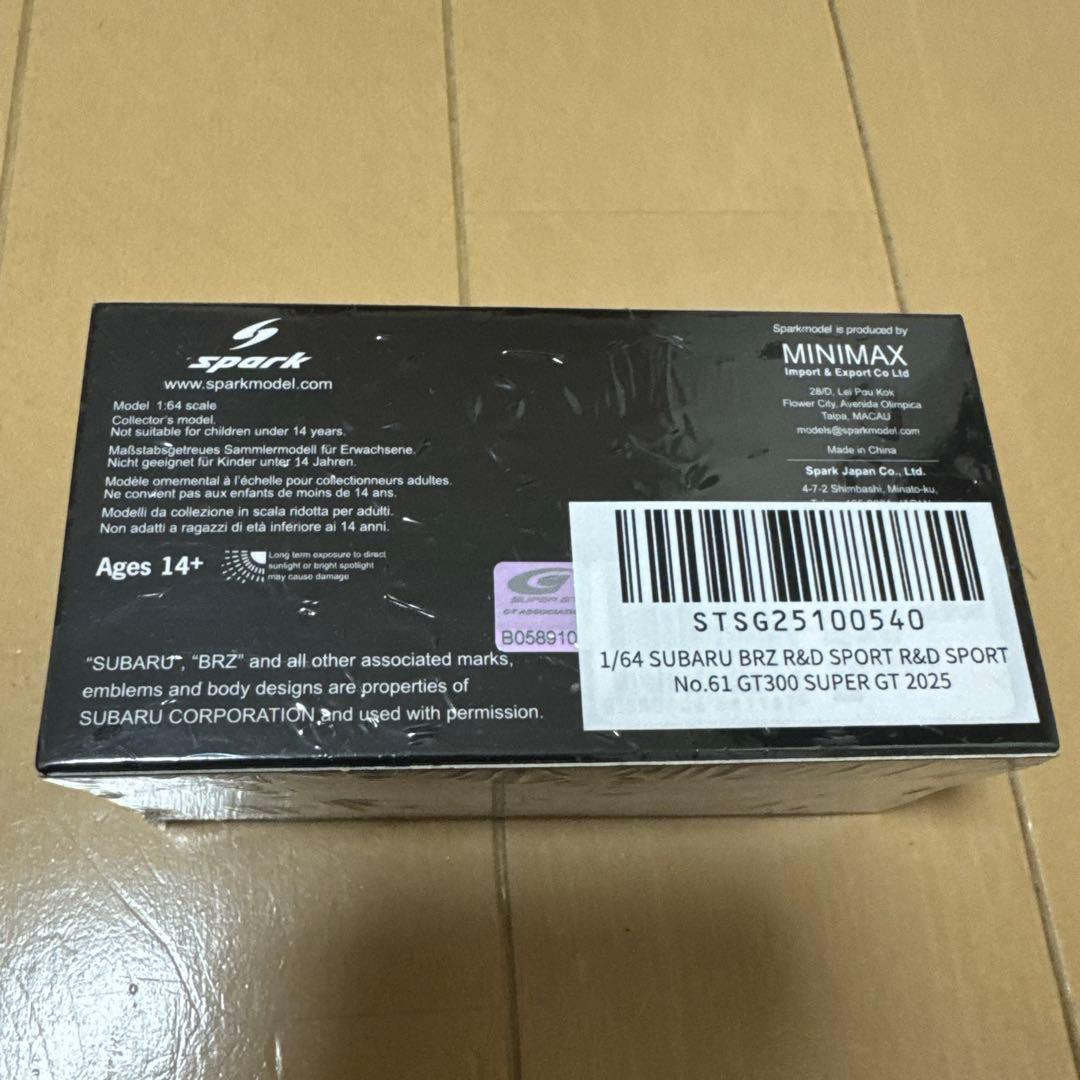 spark
www.sparkmodel.com
Model 1:64 scale
Collector's model.
Not suitable for children under 14 years.
Maßstabsgetreues Sammlermodell für Erwachsene.
Nicht geeignet für Kinder unter 14 Jahren.
Modèle ornemental à l'échelle pour collectionneurs adultes.
Ne convient pas aux enfants de moins de 14 ans.
Modelli da collezione in scala ridotta per adulti.
Non adatti a ragazzi di età inferiore ai 14 anni.
Ages 14+
Long term exposure to direct
sunlight or bright spotlight
may cause damage
"SUBARU", "BRZ" and all other associated marks,
emblems and body designs are properties of
SUBARU CORPORATION and used with permission.
Sparkmodel is produced by
MINIMAX
Import & Export Co Ltd
28/D, Lei Pou Kok
Flower City, Avenida Olimpica
Taipa, MACAU
models@sparkmodel.com
Made in China
Spark Japan Co., Ltd.
4-7-2 Shimbashi, Minato-ku,
SUPER GT
GT ASSOCIATION
B058910
STSG25100540
1/64 SUBARU BRZ R&D SPORT R&D SPORT
No.61 GT300 SUPER GT 2025